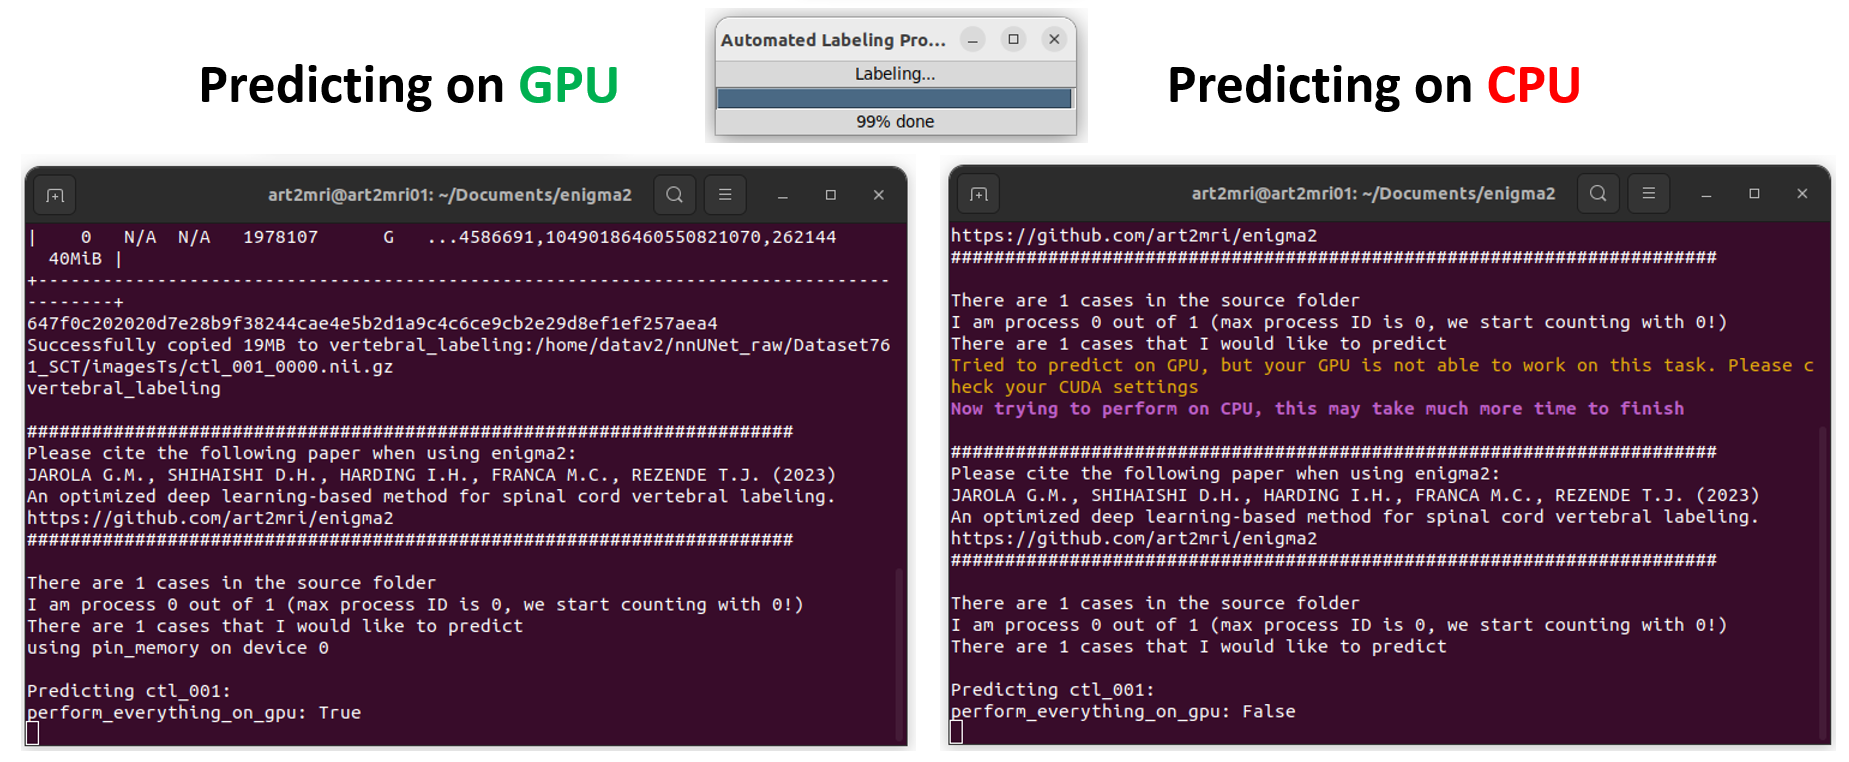 Predicting on GPU
Automated Labeling Pro...
Labeling...
99% done
Predicting on CPU
art2mri@art2mri01: ~/Documents/enigma2
|    0   N/A  N/A   1978107      G   ...4586691,10490186460550821070,262144
  40MiB |
+-------------------------------------------------------------------------------
--------+
647f0c202020d7e28b9f38244cae4e5b2d1a9c4c6ce9cb2e29d8ef1ef257aea4
Successfully copied 19MB to vertebral_labeling:/home/datav2/nnUNet_raw/Dataset76
1_SCT/imagesTs/ctl_001_0000.nii.gz
vertebral_labeling
#######################################################################
Please cite the following paper when using enigma2:
JAROLA G.M., SHIHAISHI D.H., HARDING I.H., FRANCA M.C., REZENDE T.J. (2023)
An optimized deep learning-based method for spinal cord vertebral labeling.
https://github.com/art2mri/enigma2
#######################################################################
There are 1 cases in the source folder
I am process 0 out of 1 (max process ID is 0, we start counting with 0!)
There are 1 cases that I would like to predict
using pin_memory on device 0
Predicting ctl_001:
perform_everything_on_gpu: True
art2mri@art2mri01: ~/Documents/enigma2
https://github.com/art2mri/enigma2
#######################################################################
There are 1 cases in the source folder
I am process 0 out of 1 (max process ID is 0, we start counting with 0!)
There are 1 cases that I would like to predict
Tried to predict on GPU, but your GPU is not able to work on this task. Please c
heck your CUDA settings
Now trying to perform on CPU, this may take much more time to finish
#######################################################################
Please cite the following paper when using enigma2:
JAROLA G.M., SHIHAISHI D.H., HARDING I.H., FRANCA M.C., REZENDE T.J. (2023)
An optimized deep learning-based method for spinal cord vertebral labeling.
https://github.com/art2mri/enigma2
#######################################################################
There are 1 cases in the source folder
I am process 0 out of 1 (max process ID is 0, we start counting with 0!)
There are 1 cases that I would like to predict
Predicting ctl_001:
perform_everything_on_gpu: False